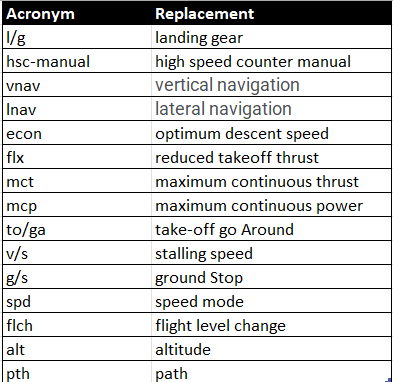 Acronym Replacement
l/g landing gear
hsc-manual high speed counter manual
vnav vertical navigation
lnav lateral navigation
econ optimum descent speed
flx reduced takeoff thrust
mct maximum continuous thrust
mcp maximum continuous power
to/ga take-off go Around
v/s stalling speed
g/s ground Stop
spd speed mode
flch flight level change
alt altitude
pth path